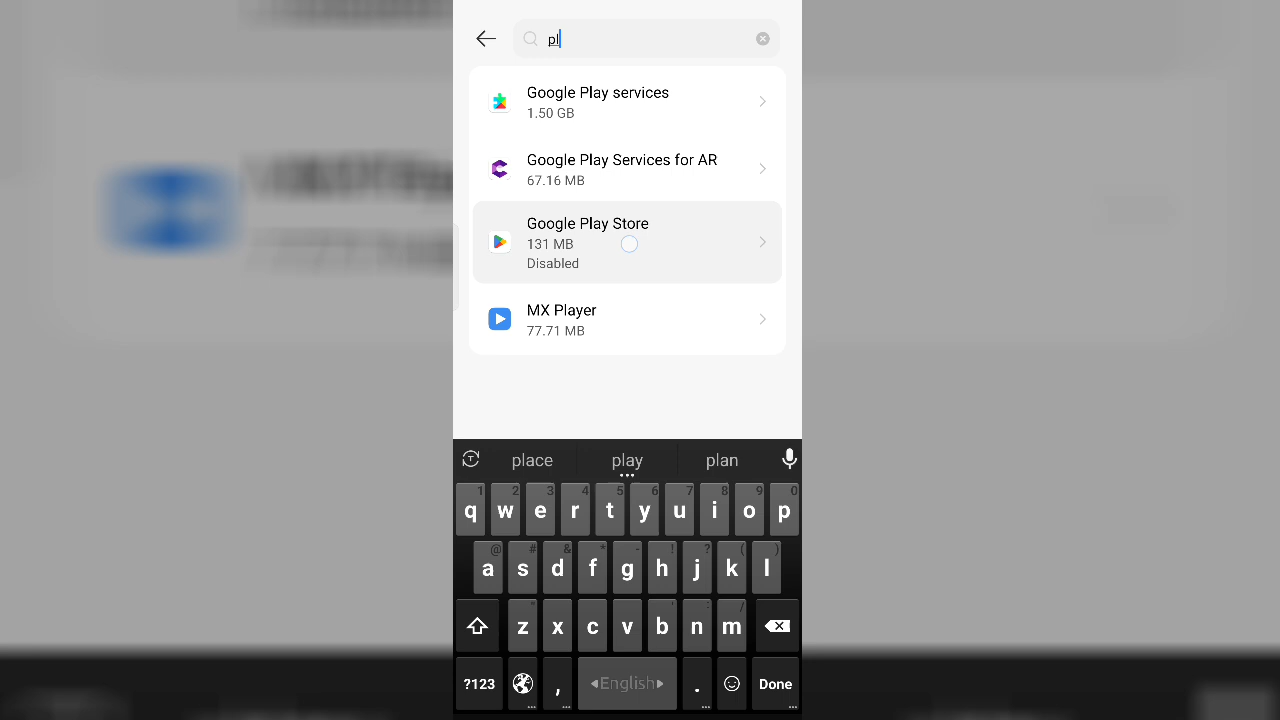 pl
Google Play services
1.50 GB
Google Play Services for AR
67.16 MB
Google Play Store
131 MB
Disabled
MX Player
77.71 MB
place play plan
1 2 3 4 5 6 7 8 9 0
q w e r t y u i o p
@ # & * - ! ? ( )
a s d f g h j k l
" ' : /
z x c v b n m
?123 , English . Done